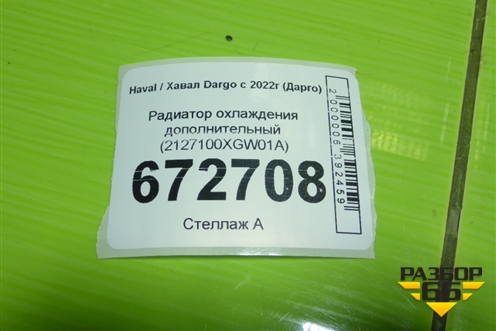 Haval / Хавал Dargo с 2022г (Дарго)
Радиатор охлаждения
дополнительный
(2127100XGW01A)
672708
Стеллаж А
2000006392459
РАЗБОР
66